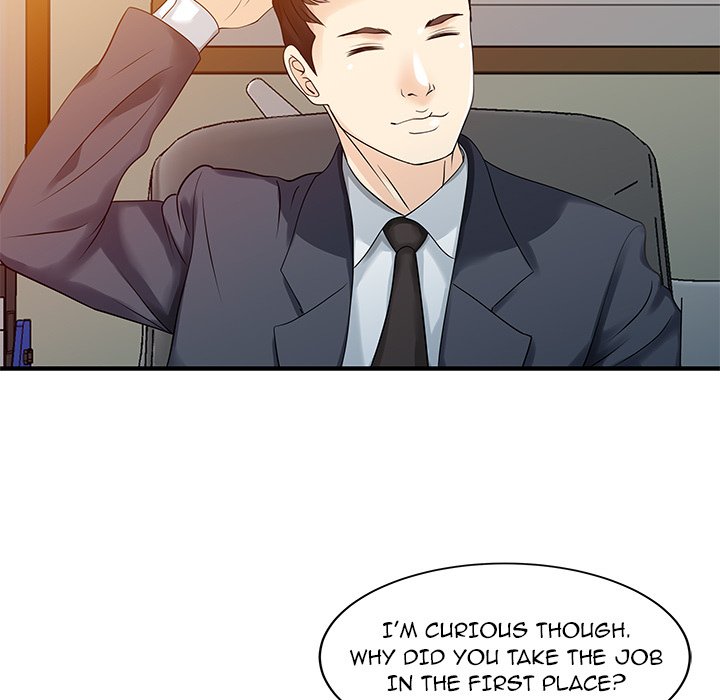 I'M CURIOUS THOUGH.
WHY DID YOU TAKE THE JOB
IN THE FIRST PLACE?